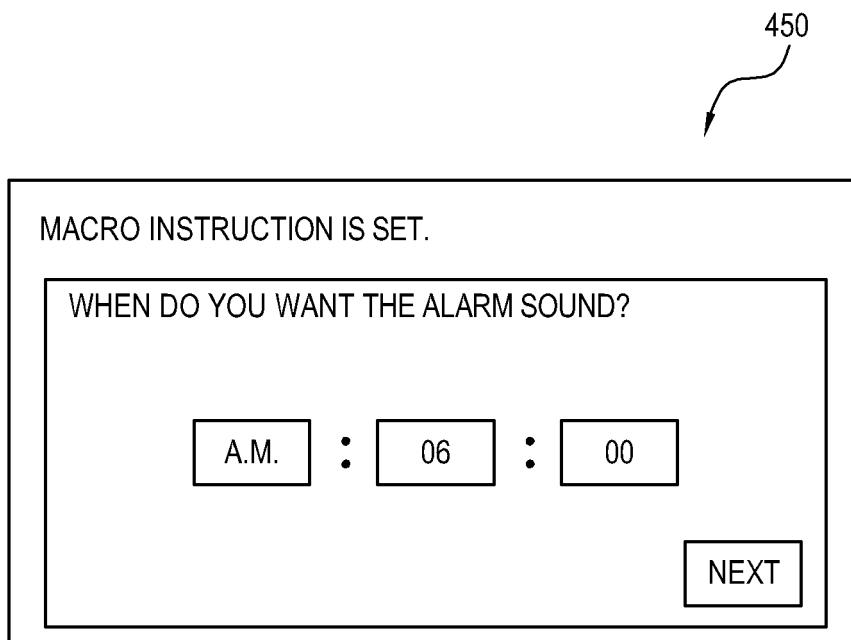 450
MACRO INSTRUCTION IS SET.
WHEN DO YOU WANT THE ALARM SOUND?
A.M. : 06 : 00
NEXT